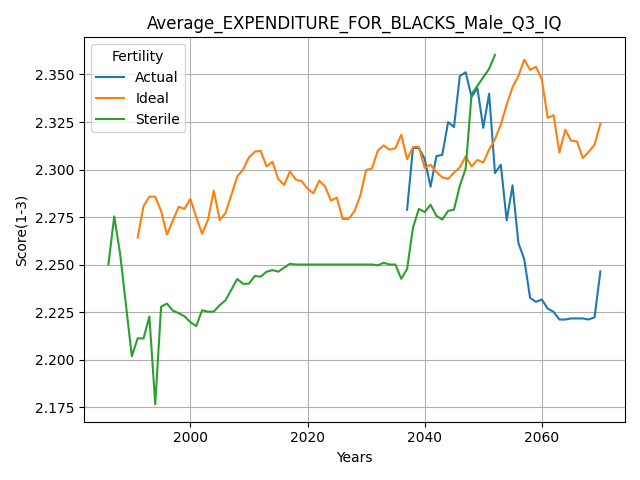 Average_EXPENDITURE_FOR_BLACKS_Male_Q3_IQ
Fertility
Actual
Ideal
Sterile
2.350
2.325
2.300
2.275
2.250
2.225
2.200
2.175
Score(1-3)
2000
2020
2040
2060
Years